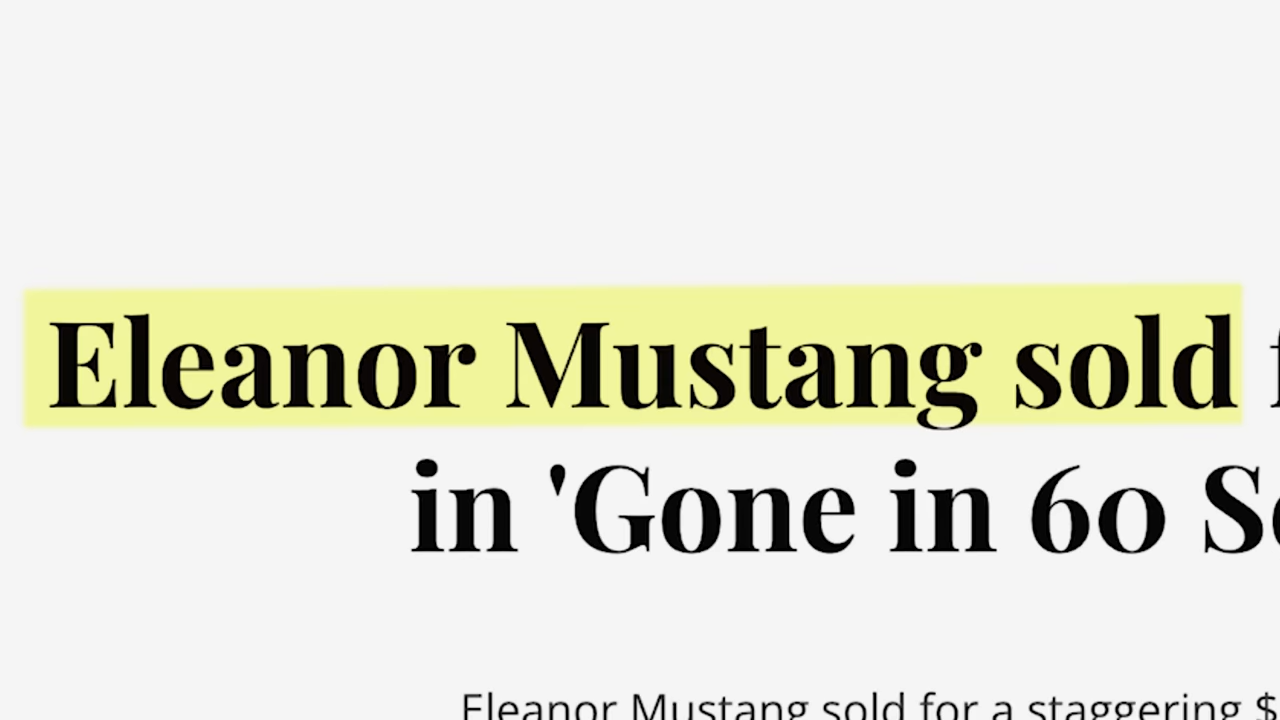 Eleanor Mustang sold
in 'Gone in 60
Eleanor Mustang sold for a staggering $